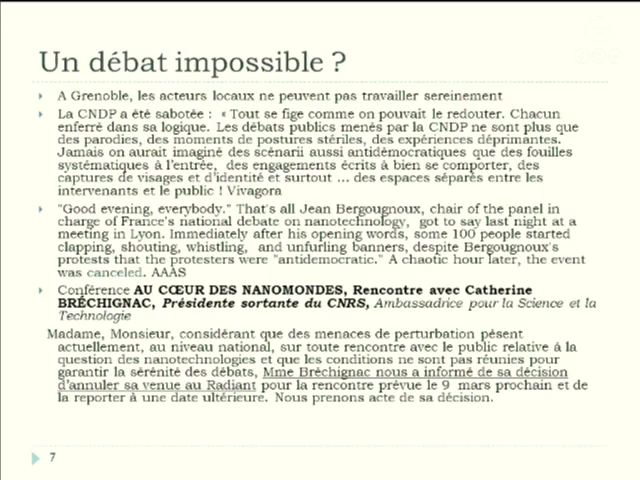 Un débat impossible ?
A Grenoble, les acteurs locaux ne peuvent pas travailler sereinement
La CNDP a été sabotée : « Tout se fige comme on pouvait le redouter. Chacun
enferré dans sa logique. Les débats publics menés par la CNDP ne sont plus que
des parodies, des moments de postures stériles, des expériences déprimantes.
Jamais on aurait imaginé des scénarii aussi antidémocratiques que des fouilles
systématiques à l'entrée, des engagements écrits à bien se comporter, des
captures de visages et d'identité et surtout ... des espaces séparés entre les
intervenants et le public ! Vivagora
"Good evening, everybody." That's all Jean Bergougnoux, chair of the panel in
charge of France's national debate on nanotechnology, got to say last night at a
meeting in Lyon. Immediately after his opening words, some 100 people started
clapping, shouting, whistling, and unfurling banners, despite Bergougnoux's
protests that the protesters were "antidemocratic." A chaotic hour later, the event
was canceled. AAAS
Conférence AU CŒUR DES NANOMONDES, Rencontre avec Catherine
BRÉCHIGNAC, Présidente sortante du CNRS, Ambassadrice pour la Science et la
Technologie
Madame, Monsieur, considérant que des menaces de perturbation pèsent
actuellement, au niveau national, sur toute rencontre avec le public relative à la
question des nanotechnologies et que les conditions ne sont pas réunies pour
garantir la sérénité des débats, Mme Bréchignac nous a informé de sa décision
d'annuler sa venue au Radiant pour la rencontre prévue le 9 mars prochain et de
la reporter à une date ultérieure. Nous prenons acte de sa décision.
7